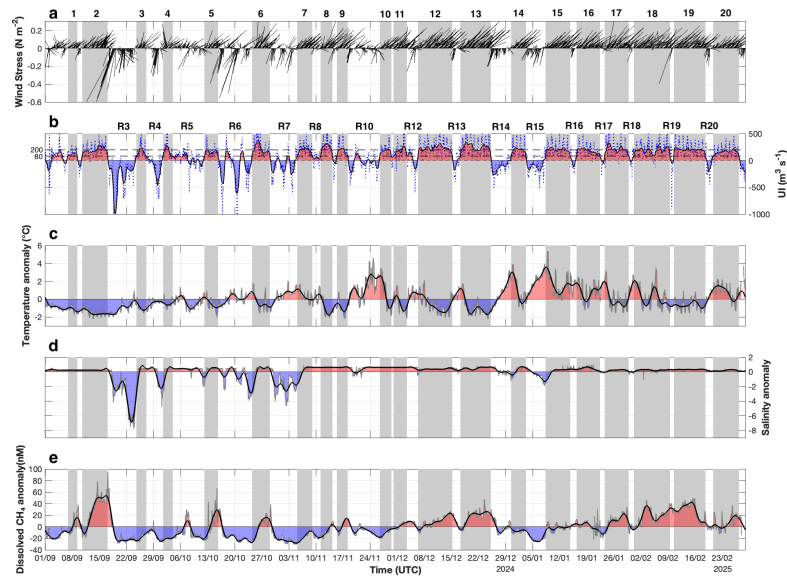 a 1 2 3 4 5 6 7 8 9 10 11 12 13 14 15 16 17 18 19 20
Wind Stress (N m⁻²)
0.2
0
-0.2
-0.4
-0.6
b R3 R4 R5 R6 R7 R8 R10 R12 R13 R14 R15 R16 R17 R18 R19 R20
200
80
500
0
-500
-1000
UI (m³ s⁻¹)
c
Temperature anomaly (°C)
6
4
2
0
-2
d
2
0
-2
-4
-6
-8
Salinity anomaly
e
Dissolved CH₄ anomaly(nM)
100
80
60
40
20
0
-20
-40
01/09 08/09 15/09 22/09 29/09 06/10 13/10 20/10 27/10 03/11 10/11 17/11 24/11 01/12 08/12 15/12 22/12 29/12 05/01 12/01 19/01 26/01 02/02 09/02 16/02 23/02
Time (UTC)
2024 2025